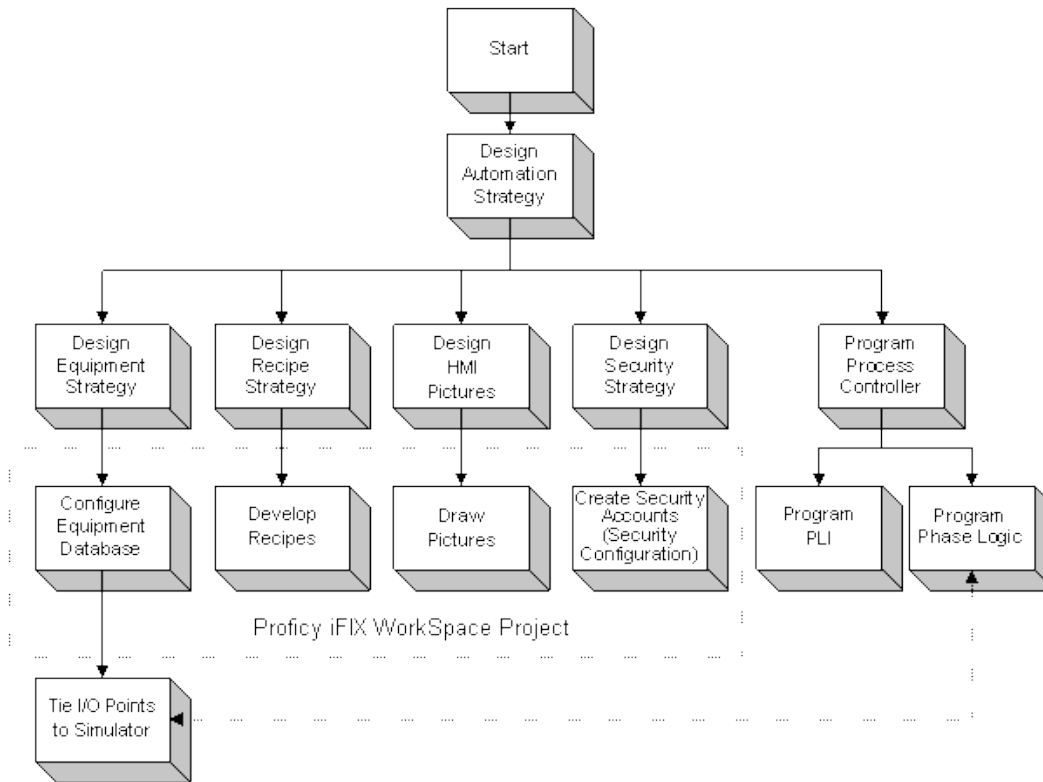 Start
Design
Automation
Strategy
Design
Equipment
Strategy
Design
Recipe
Strategy
Design
HMI
Pictures
Design
Security
Strategy
Program
Process
Controller
Configure
Equipment
Database
Develop
Recipes
Draw
Pictures
Create Security
Accounts
(Security
Configuration)
Program
PLI
Program
Phase Logic
Proficy iFIX WorkSpace Project
Tie I/O Points
to Simulator